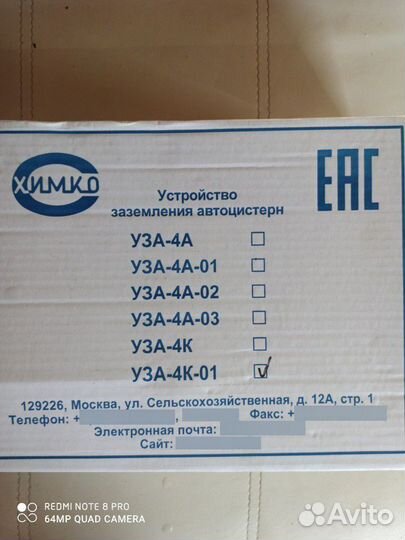 ХИМКО
ЕАС
Устройство
заземления автоцистерн
УЗА-4А
УЗА-4А-01
УЗА-4А-02
УЗА-4А-03
УЗА-4К
УЗА-4К-01
129226, Москва, ул. Сельскохозяйственная, д. 12А, стр. 1
Телефон: + , Факс: +
Электронная почта:
Сайт:
REDMI NOTE 8 PRO
64MP QUAD CAMERA
Avito